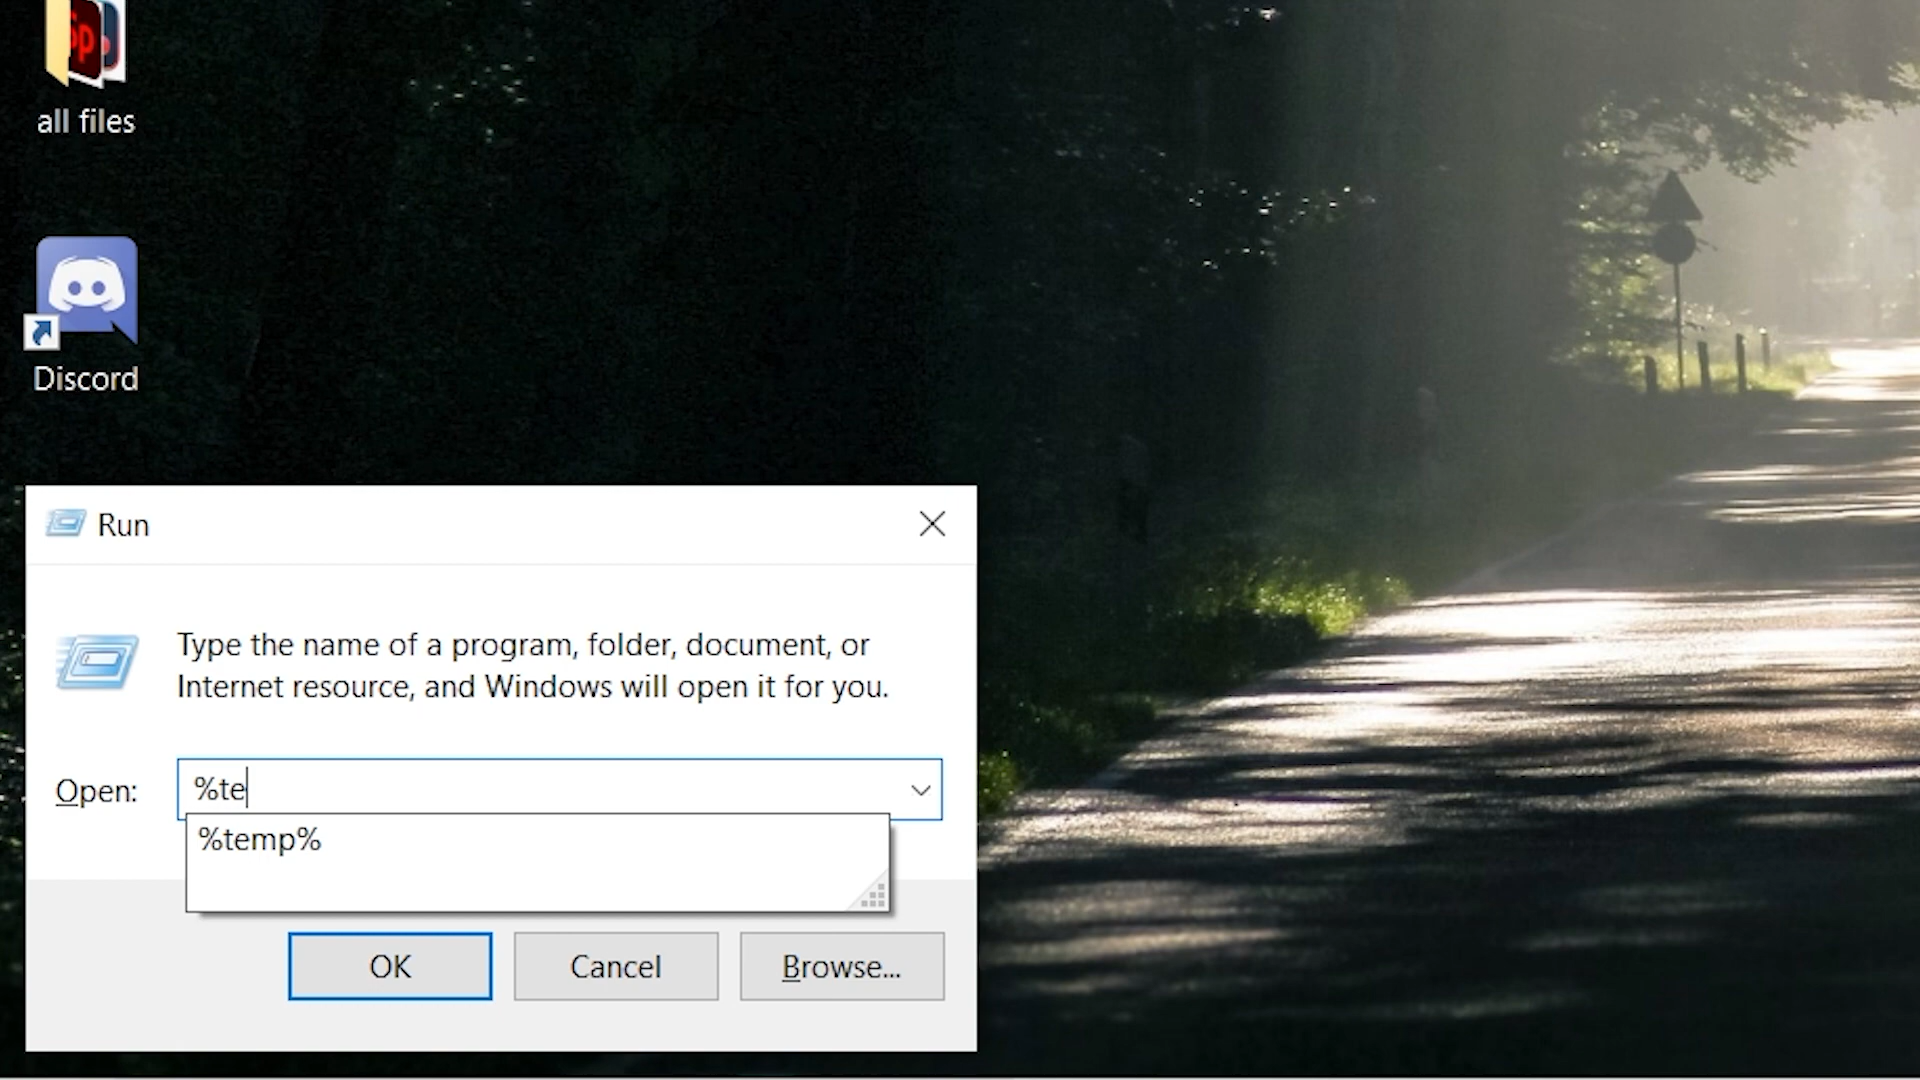 all files
Discord
Run
Type the name of a program, folder, document, or
Internet resource, and Windows will open it for you.
Open:
%te
%temp%
OK
Cancel
Browse...